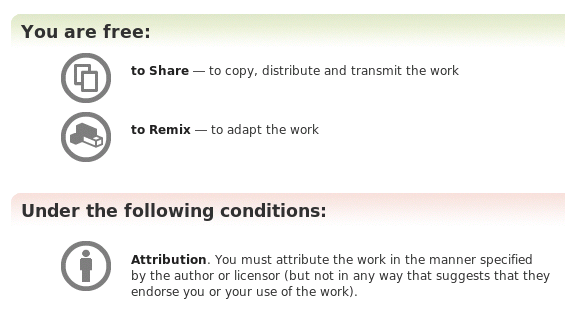 You are free:
to Share — to copy, distribute and transmit the work
to Remix — to adapt the work
Under the following conditions:
Attribution. You must attribute the work in the manner specified
by the author or licensor (but not in any way that suggests that they
endorse you or your use of the work).